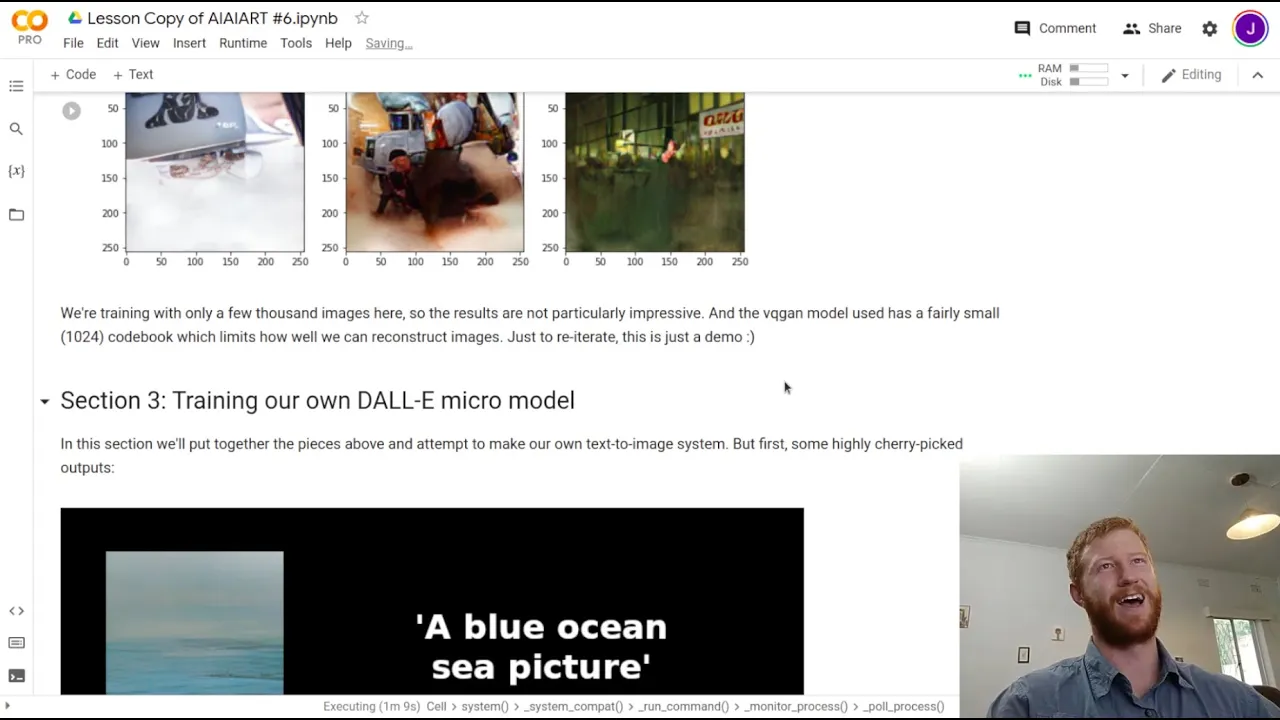 PRO
Lesson Copy of AIAIART #6.ipynb
File Edit View Insert Runtime Tools Help Saving...
Comment Share J
+ Code + Text
RAM
Disk
Editing
{x}
50 50 50
100 100 100
150 150 150
200 200 200
250 250 250
0 50 100 150 200 250 0 50 100 150 200 250 0 50 100 150 200 250
We're training with only a few thousand images here, so the results are not particularly impressive. And the vqgan model used has a fairly small
(1024) codebook which limits how well we can reconstruct images. Just to re-iterate, this is just a demo :)
Section 3: Training our own DALL-E micro model
In this section we'll put together the pieces above and attempt to make our own text-to-image system. But first, some highly cherry-picked
outputs:
'A blue ocean
sea picture'
Executing (1m 9s) Cell > system() > _system_compat() > _run_command() > _monitor_process() > _poll_process()